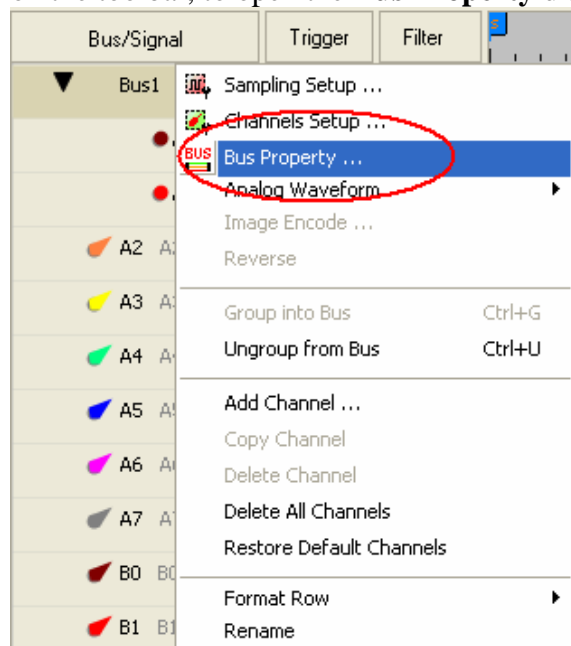 Bus/Signal Trigger Filter S
Bus1
Sampling Setup ...
Channels Setup ...
BUS Bus Property ...
Analog Waveform
Image Encode ...
A2 Reverse
A3
Group into Bus Ctrl+G
A4 Ungroup from Bus Ctrl+U
A5 Add Channel ...
Copy Channel
A6 Delete Channel
A7 Delete All Channels
Restore Default Channels
B0 B0
Format Row
B1 B1 Rename